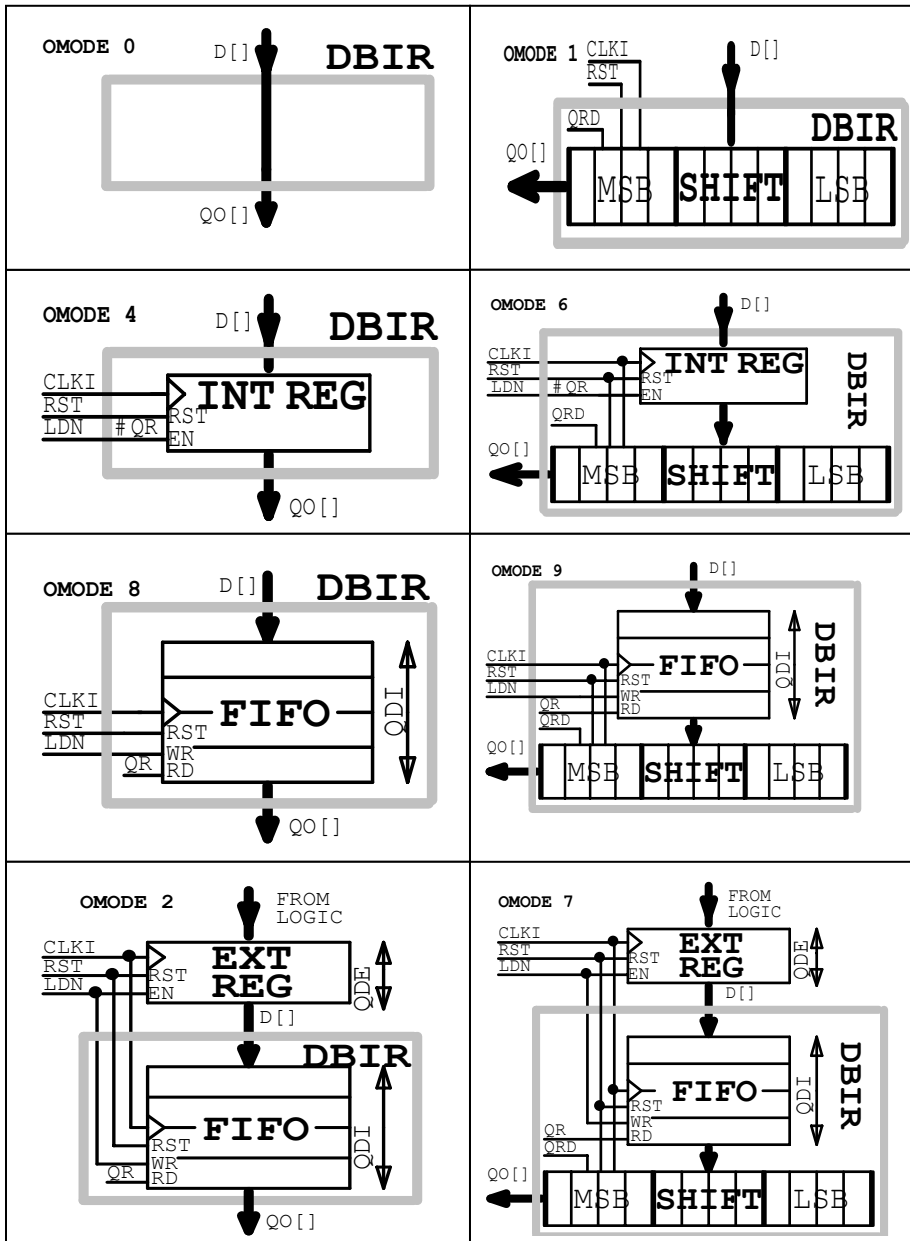 OMODE 0
D[]
DBIR
QO[]
OMODE 1
CLKI
RST
D[]
QRD
DBIR
QO[]
MSB SHIFT LSB
OMODE 4
D[]
DBIR
CLKI
RST
LDN
#QR
INT REG
RST
EN
QO[]
OMODE 6
D[]
CLKI
RST
LDN
#QR
INT REG
RST
EN
DBIR
QRD
QO[]
MSB SHIFT LSB
OMODE 8
D[]
DBIR
CLKI
RST
LDN
QR
FIFO
RST
WR
RD
QDI
QO[]
OMODE 9
D[]
CLKI
RST
LDN
QR
QRD
FIFO
RST
WR
RD
QDI
DBIR
QO[]
MSB SHIFT LSB
OMODE 2
FROM
LOGIC
CLKI
RST
LDN
EXT
REG
RST
EN
QDE
D[]
DBIR
FIFO
RST
WR
RD
QR
QDI
QO[]
OMODE 7
FROM
LOGIC
CLKI
RST
LDN
EXT
REG
RST
EN
QDE
D[]
FIFO
RST
WR
RD
QDI
DBIR
QR
QRD
QO[]
MSB SHIFT LSB